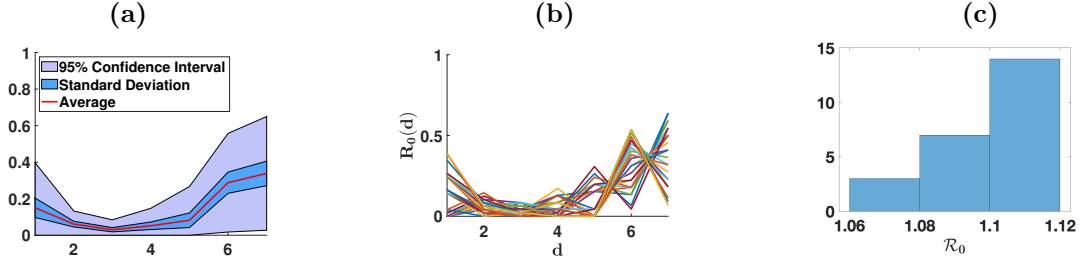 (a)
1
0.8
0.6
0.4
0.2
0
2
4
6
95% Confidence Interval
Standard Deviation
Average
(b)
R₀(d)
1
0.5
0
2
4
6
d
(c)
15
10
5
0
1.06
1.08
1.1
1.12
ℛ₀